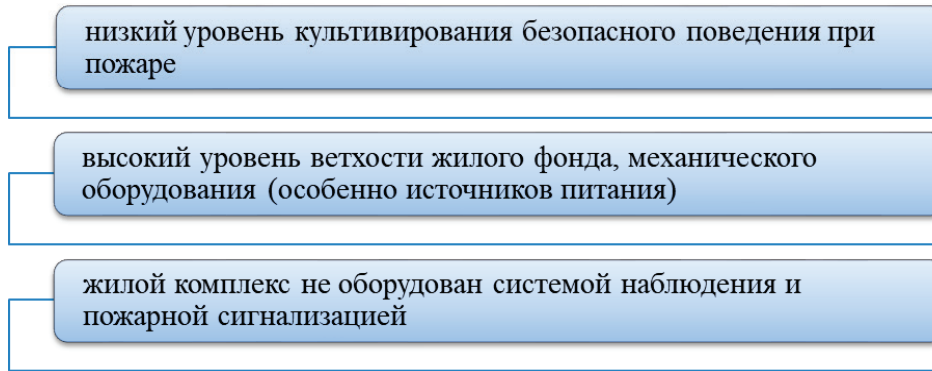 низкий уровень культивирования безопасного поведения при
пожаре
высокий уровень ветхости жилого фонда, механического
оборудования (особенно источников питания)
жилой комплекс не оборудован системой наблюдения и
пожарной сигнализацией